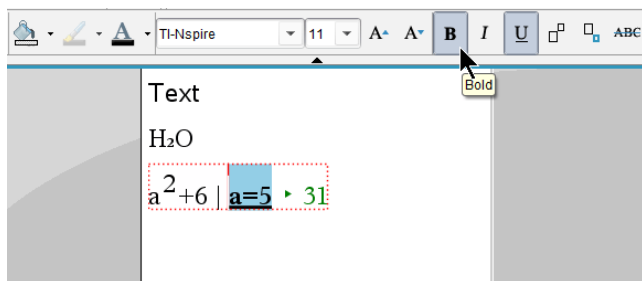 A A A TI-Nspire 11 A A B I U ABC
Bold
Text
H₂O
a²+6 | a=5 ▸ 31